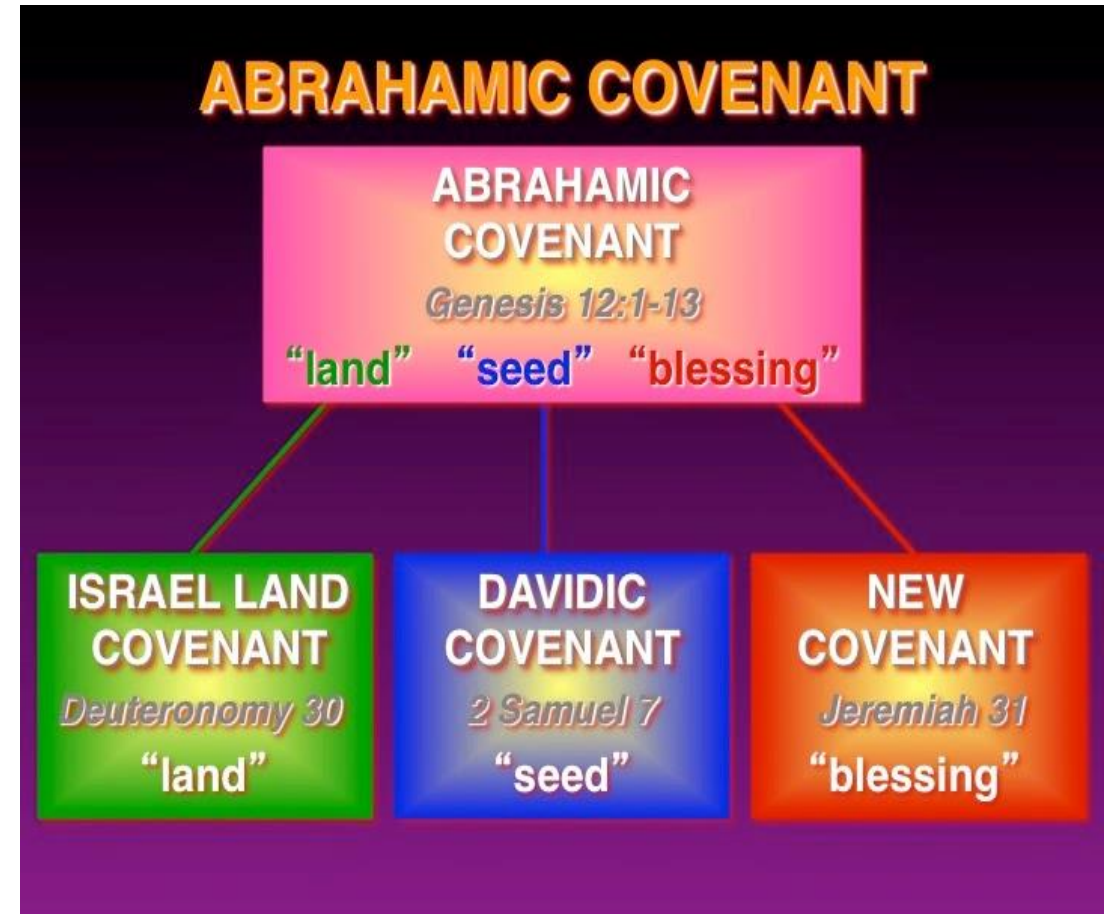 ABRAHAMIC COVENANT
ABRAHAMIC
COVENANT
Genesis 12:1-13
“land” “seed” “blessing”
ISRAEL LAND
COVENANT
Deuteronomy 30
“land”
DAVIDIC
COVENANT
2 Samuel 7
“seed”
NEW
COVENANT
Jeremiah 31
“blessing”